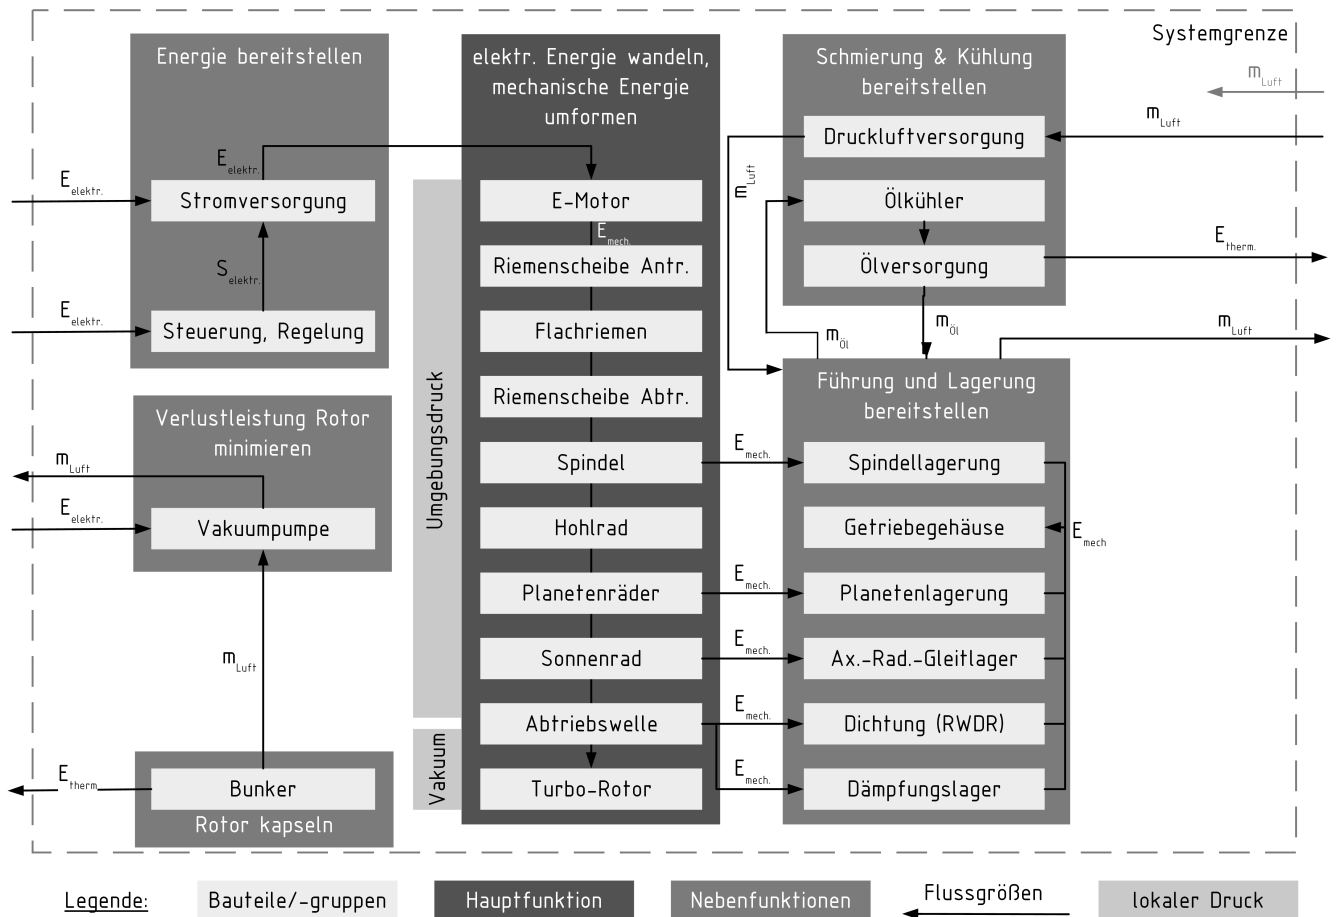 Systemgrenze
m Luft
Energie bereitstellen
E elektr.
E elektr.
Stromversorgung
S elektr.
E elektr.
Steuerung, Regelung
Verlustleistung Rotor
minimieren
m Luft
E elektr.
Vakuumpumpe
m Luft
E therm
Bunker
Rotor kapseln
Umgebungsdruck
Vakuum
elektr. Energie wandeln,
mechanische Energie
umformen
E-Motor
E mech.
Riemenscheibe Antr.
Flachriemen
Riemenscheibe Abtr.
Spindel
Hohlrad
Planetenräder
Sonnenrad
Abtriebswelle
Turbo-Rotor
Schmierung & Kühlung
bereitstellen
m Luft
Druckluftversorgung
m Luft
Ölkühler
Ölversorgung
E therm.
m Öl
m Öl
m Luft
Führung und Lagerung
bereitstellen
E mech.
Spindellagerung
Getriebegehäuse
E mech
E mech.
Planetenlagerung
E mech.
Ax.-Rad.-Gleitlager
E mech.
Dichtung (RWDR)
E mech.
Dämpfungslager
Legende:
Bauteile/-gruppen
Hauptfunktion
Nebenfunktionen
Flussgrößen
lokaler Druck